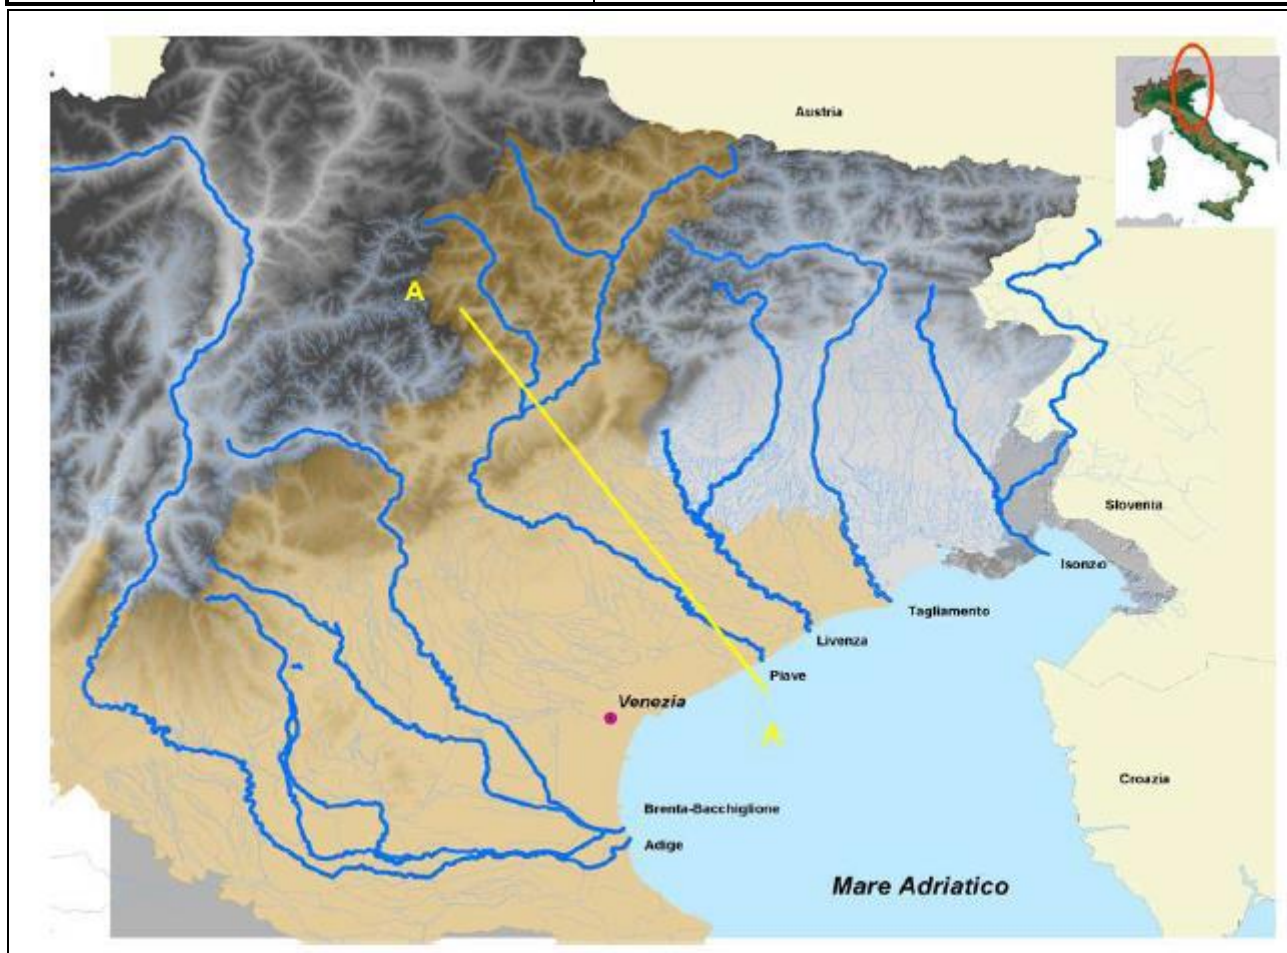 Austria
A
Slovenia
Isonzo
Tagliamento
Livenza
Piave
Venezia
A
Croazia
Brenta-Bacchiglione
Adige
Mare Adriatico